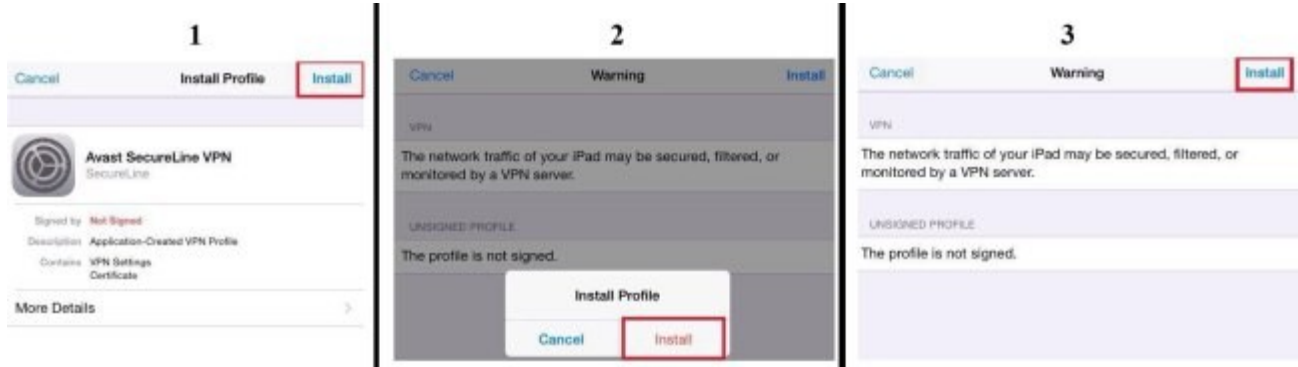 1
Cancel Install Profile Install
Avast SecureLine VPN
SecureLine
Signed by Not Signed
Description Application-Created VPN Profile
Contains VPN Settings
Certificate
More Details
2
Cancel Warning Install
VPN
The network traffic of your iPad may be secured, filtered, or
monitored by a VPN server.
UNSIGNED PROFILE
The profile is not signed.
Install Profile
Cancel Install
3
Cancel Warning Install
VPN
The network traffic of your iPad may be secured, filtered, or
monitored by a VPN server.
UNSIGNED PROFILE
The profile is not signed.